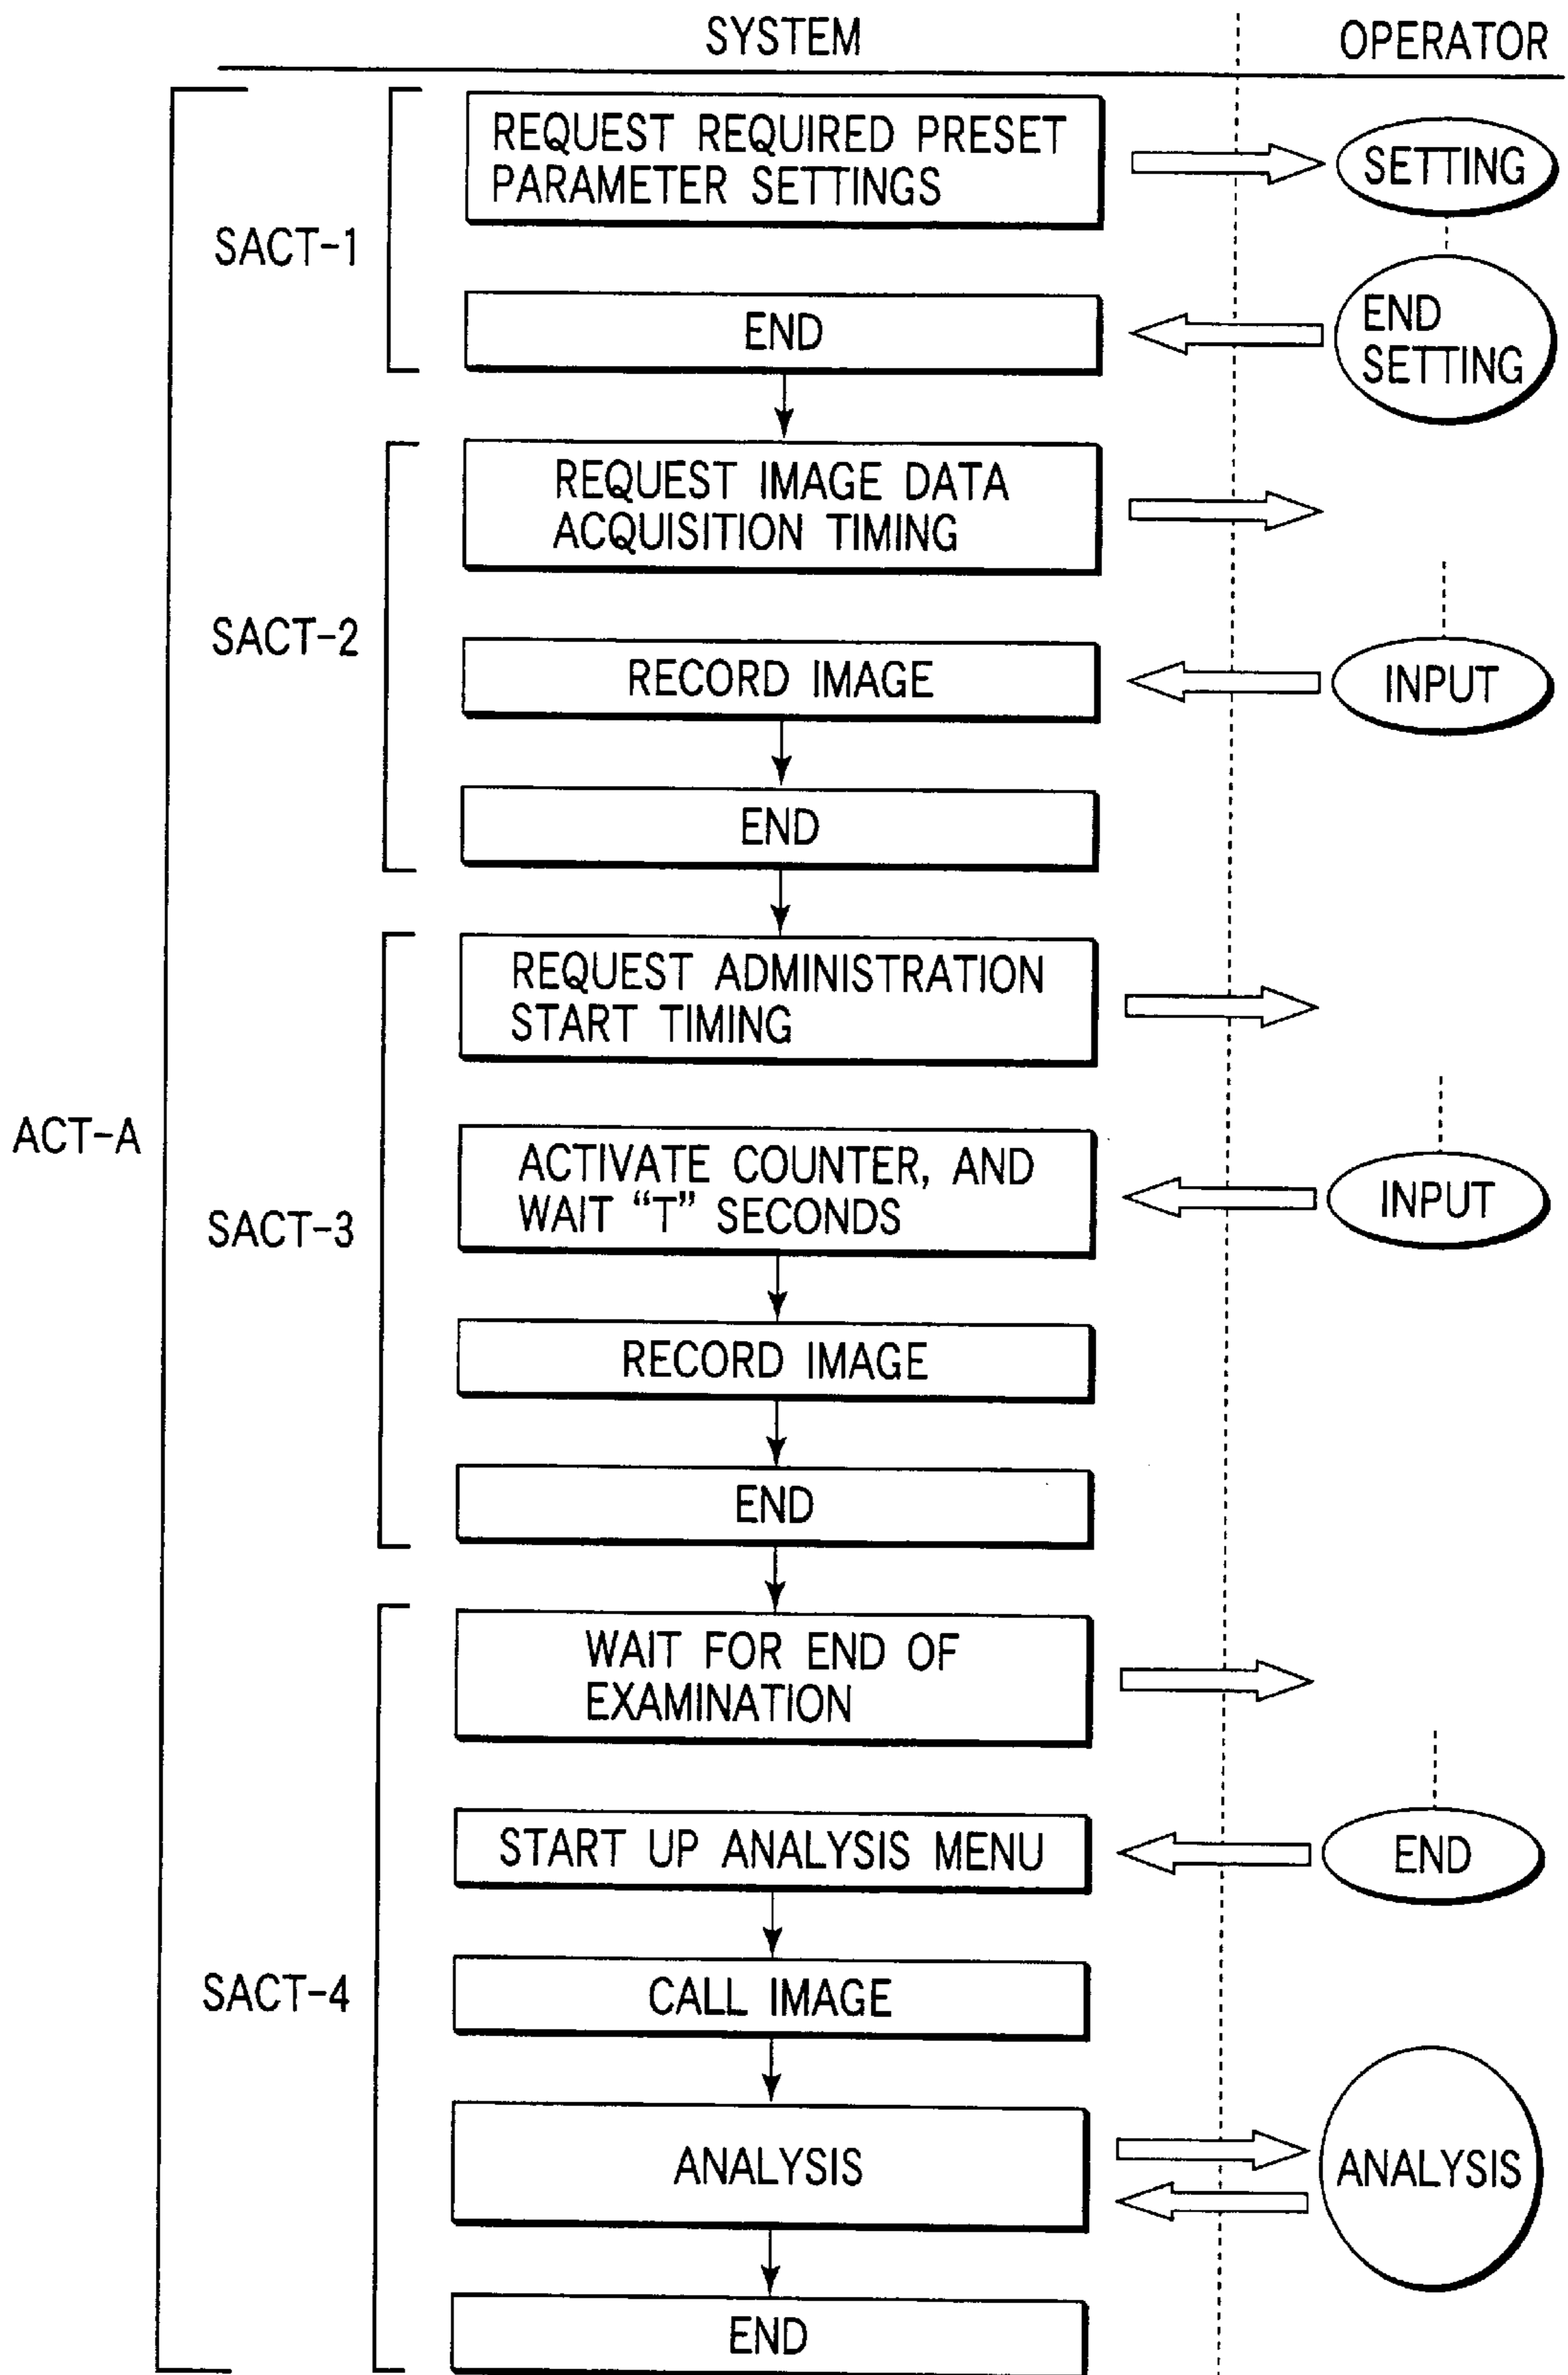 SYSTEM
OPERATOR
REQUEST REQUIRED PRESET
PARAMETER SETTINGS
SETTING
SACT-1
END
END
SETTING
REQUEST IMAGE DATA
ACQUISITION TIMING
SACT-2
RECORD IMAGE
INPUT
END
REQUEST ADMINISTRATION
START TIMING
ACT-A
ACTIVATE COUNTER, AND
WAIT “T” SECONDS
INPUT
SACT-3
RECORD IMAGE
END
WAIT FOR END OF
EXAMINATION
START UP ANALYSIS MENU
END
SACT-4
CALL IMAGE
ANALYSIS
ANALYSIS
END